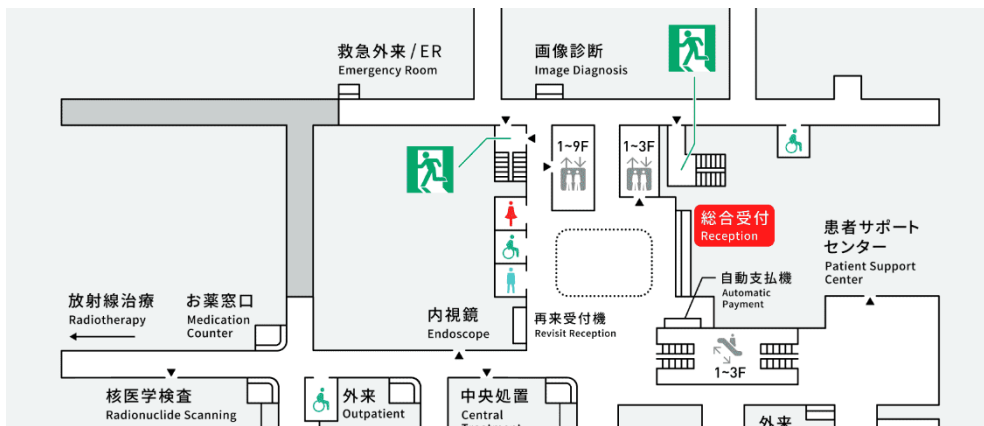 救急外来 / ER
Emergency Room
画像診断
Image Diagnosis
1~9F
1~3F
総合受付
Reception
患者サポート
センター
Patient Support
Center
自動支払機
Automatic
Payment
放射線治療
Radiotherapy
お薬窓口
Medication
Counter
内視鏡
Endoscope
再来受付機
Revisit Reception
1~3F
核医学検査
Radionuclide Scanning
外来
Outpatient
中央処置
Central
Treatment
外来